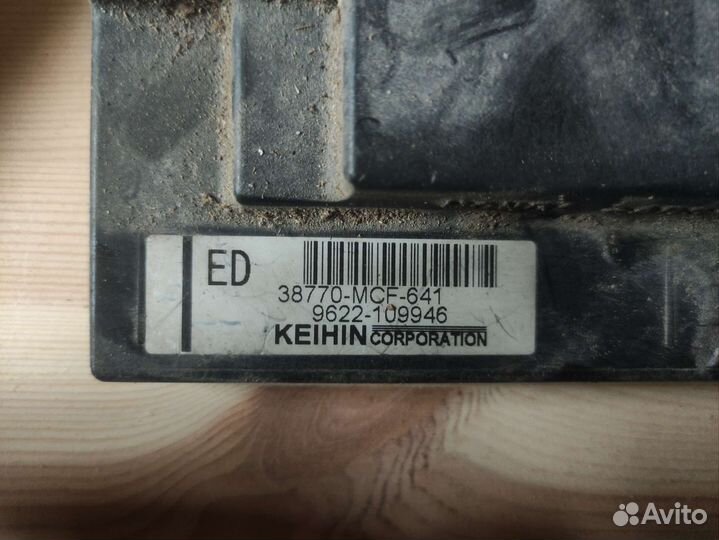 ED
38770-MCF-641
9622-109946
KEIHIN CORPORATION
Avito